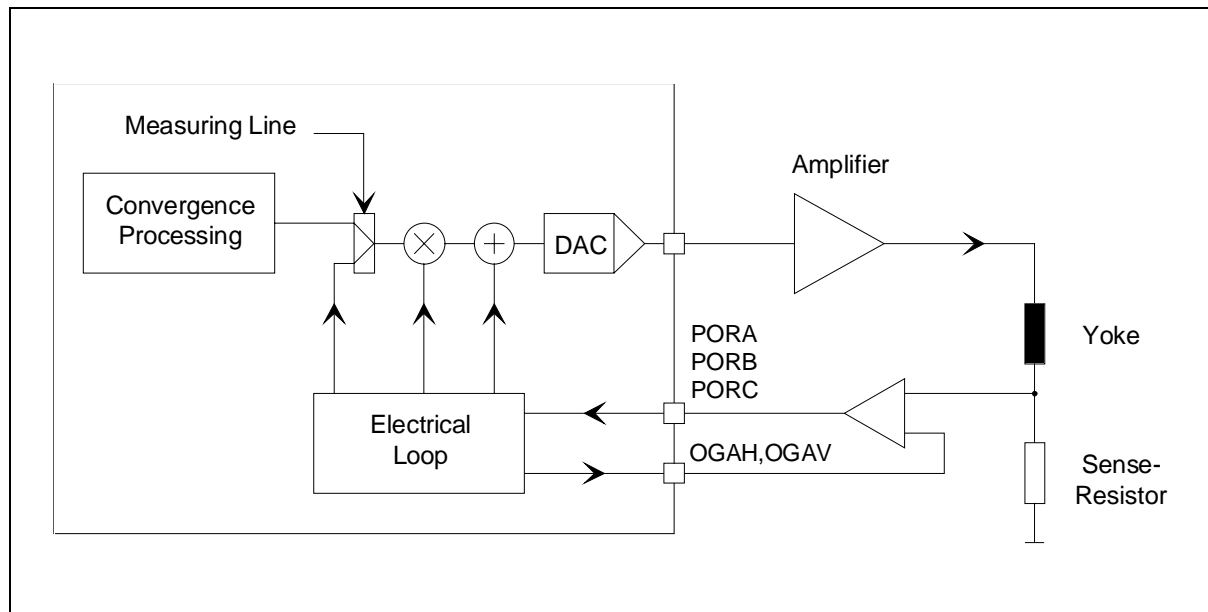 Measuring Line
Amplifier
Convergence
Processing
DAC
PORA
PORB
PORC
Yoke
Electrical
Loop
OGAH,OGAV
Sense-
Resistor